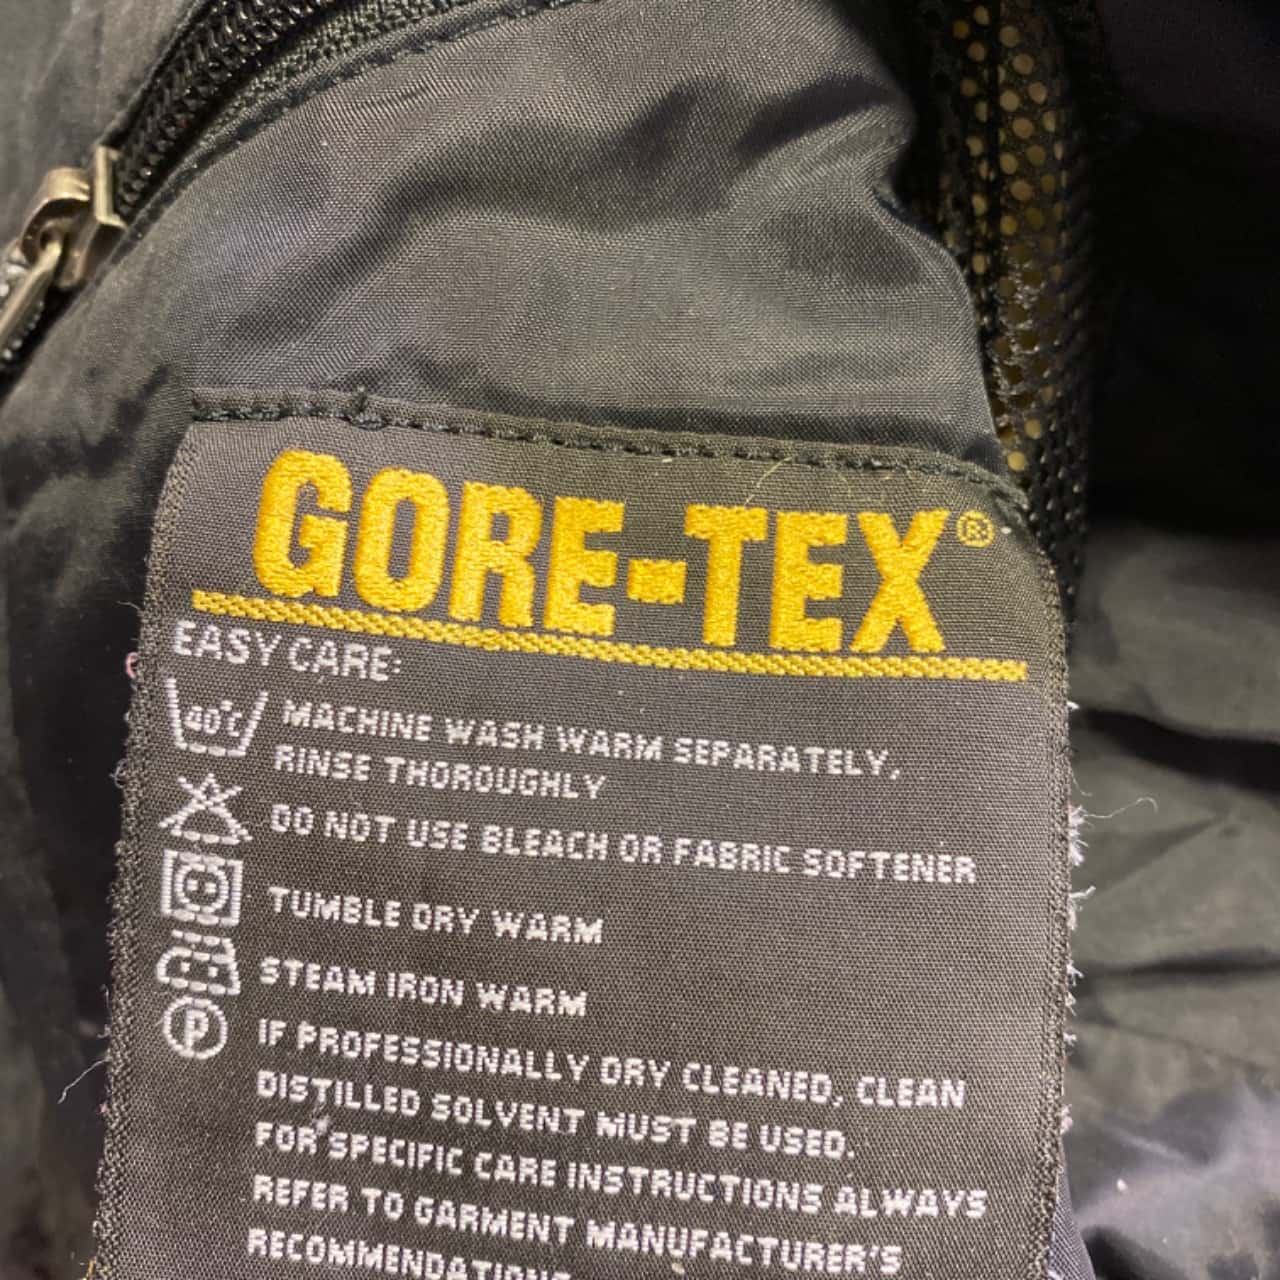 GORE-TEX®
EASY CARE:
40°C MACHINE WASH WARM SEPARATELY,
RINSE THOROUGHLY
DO NOT USE BLEACH OR FABRIC SOFTENER
TUMBLE DRY WARM
STEAM IRON WARM
P IF PROFESSIONALLY DRY CLEANED, CLEAN
DISTILLED SOLVENT MUST BE USED.
FOR SPECIFIC CARE INSTRUCTIONS ALWAYS
REFER TO GARMENT MANUFACTURER'S
RECOMMENDATIONS